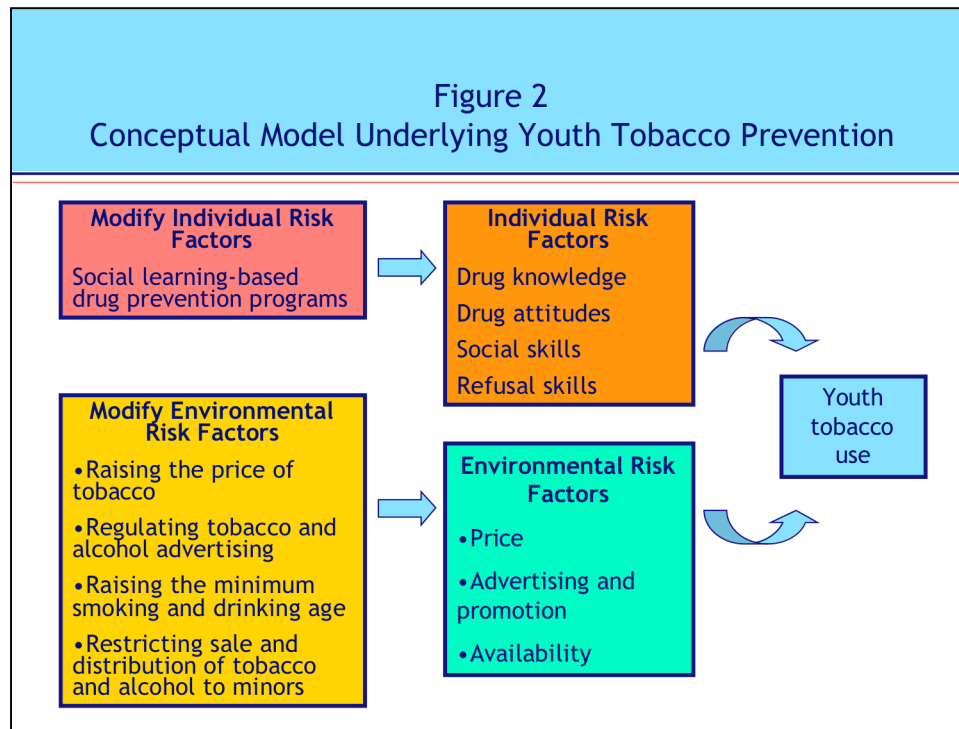 Figure 2
Conceptual Model Underlying Youth Tobacco Prevention
Modify Individual Risk
Factors
Social learning-based
drug prevention programs
Individual Risk
Factors
Drug knowledge
Drug attitudes
Social skills
Refusal skills
Modify Environmental
Risk Factors
•Raising the price of
tobacco
•Regulating tobacco and
alcohol advertising
•Raising the minimum
smoking and drinking age
•Restricting sale and
distribution of tobacco
and alcohol to minors
Environmental Risk
Factors
•Price
•Advertising and
promotion
•Availability
Youth
tobacco
use